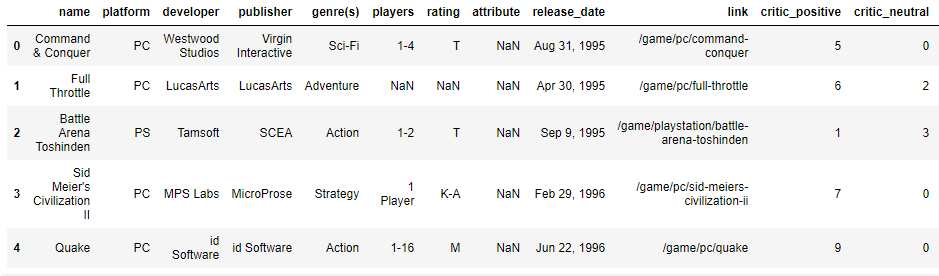 name platform developer publisher genre(s) players rating attribute release_date link critic_positive critic_neutral
0 Command & Conquer PC Westwood Studios Virgin Interactive Sci-Fi 1-4 T NaN Aug 31, 1995 /game/pc/command-conquer 5 0
1 Full Throttle PC LucasArts LucasArts Adventure NaN NaN NaN Apr 30, 1995 /game/pc/full-throttle 6 2
2 Battle Arena Toshinden PS Tamsoft SCEA Action 1-2 T NaN Sep 9, 1995 /game/playstation/battle-arena-toshinden 1 3
3 Sid Meier's Civilization II PC MPS Labs MicroProse Strategy 1 Player K-A NaN Feb 29, 1996 /game/pc/sid-meiers-civilization-ii 7 0
4 Quake PC id Software id Software Action 1-16 M NaN Jun 22, 1996 /game/pc/quake 9 0